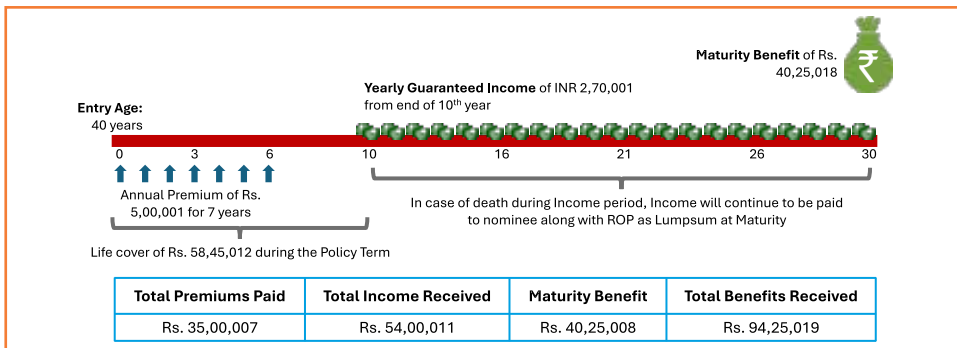 Maturity Benefit of Rs.
40,25,018
₹
Yearly Guaranteed Income of INR 2,70,001
from end of 10th year
Entry Age:
40 years
0 3 6 10 16 21 26 30
Annual Premium of Rs.
5,00,001 for 7 years
In case of death during Income period, Income will continue to be paid
to nominee along with ROP as Lumpsum at Maturity
Life cover of Rs. 58,45,012 during the Policy Term
Total Premiums Paid Total Income Received Maturity Benefit Total Benefits Received
Rs. 35,00,007 Rs. 54,00,011 Rs. 40,25,008 Rs. 94,25,019